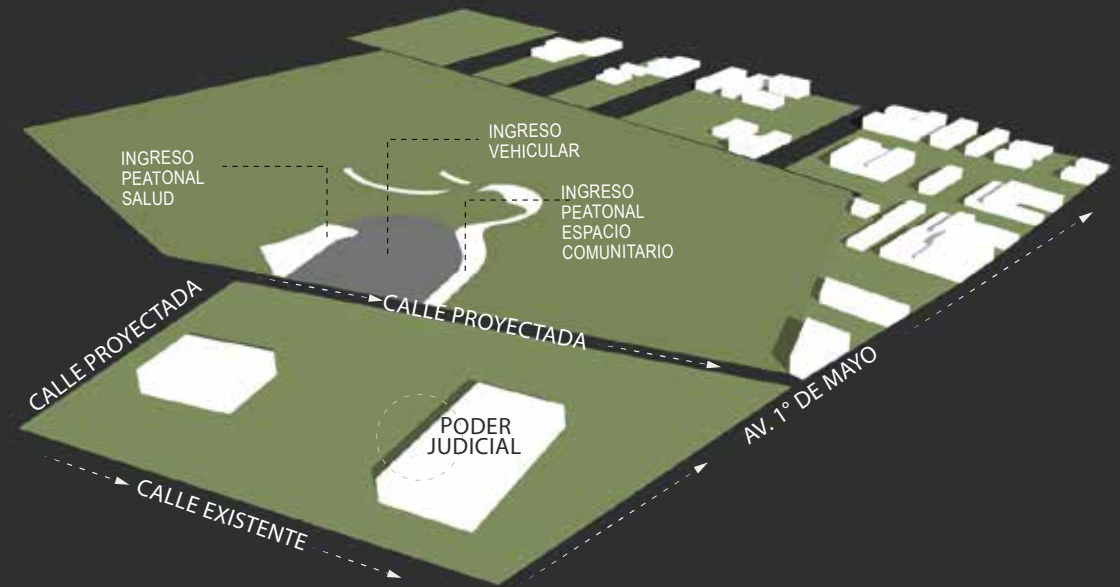 INGRESO
PEATONAL
SALUD
INGRESO
VEHICULAR
INGRESO
PEATONAL
ESPACIO
COMUNITARIO
CALLE PROYECTADA
CALLE PROYECTADA
PODER
JUDICIAL
AV. 1° DE MAYO
CALLE EXISTENTE